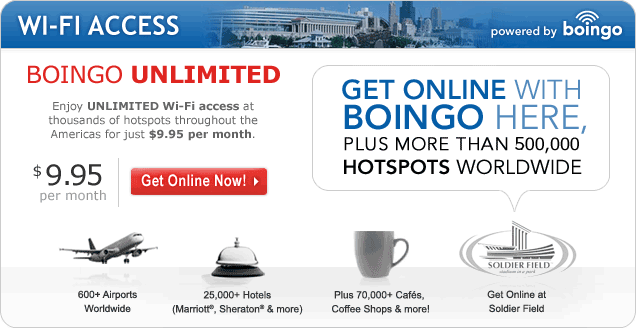 WI-FI ACCESS
powered by boingo
BOINGO UNLIMITED
Enjoy UNLIMITED Wi-Fi access at
thousands of hotspots throughout the
Americas for just $9.95 per month.
$9.95
per month
Get Online Now!
GET ONLINE WITH
BOINGO HERE,
PLUS MORE THAN 500,000
HOTSPOTS WORLDWIDE
600+ Airports
Worldwide
25,000+ Hotels
(Marriott®, Sheraton® & more)
Plus 70,000+ Cafés,
Coffee Shops & more!
SOLDIER FIELD
stadium in a park
Get Online at
Soldier Field